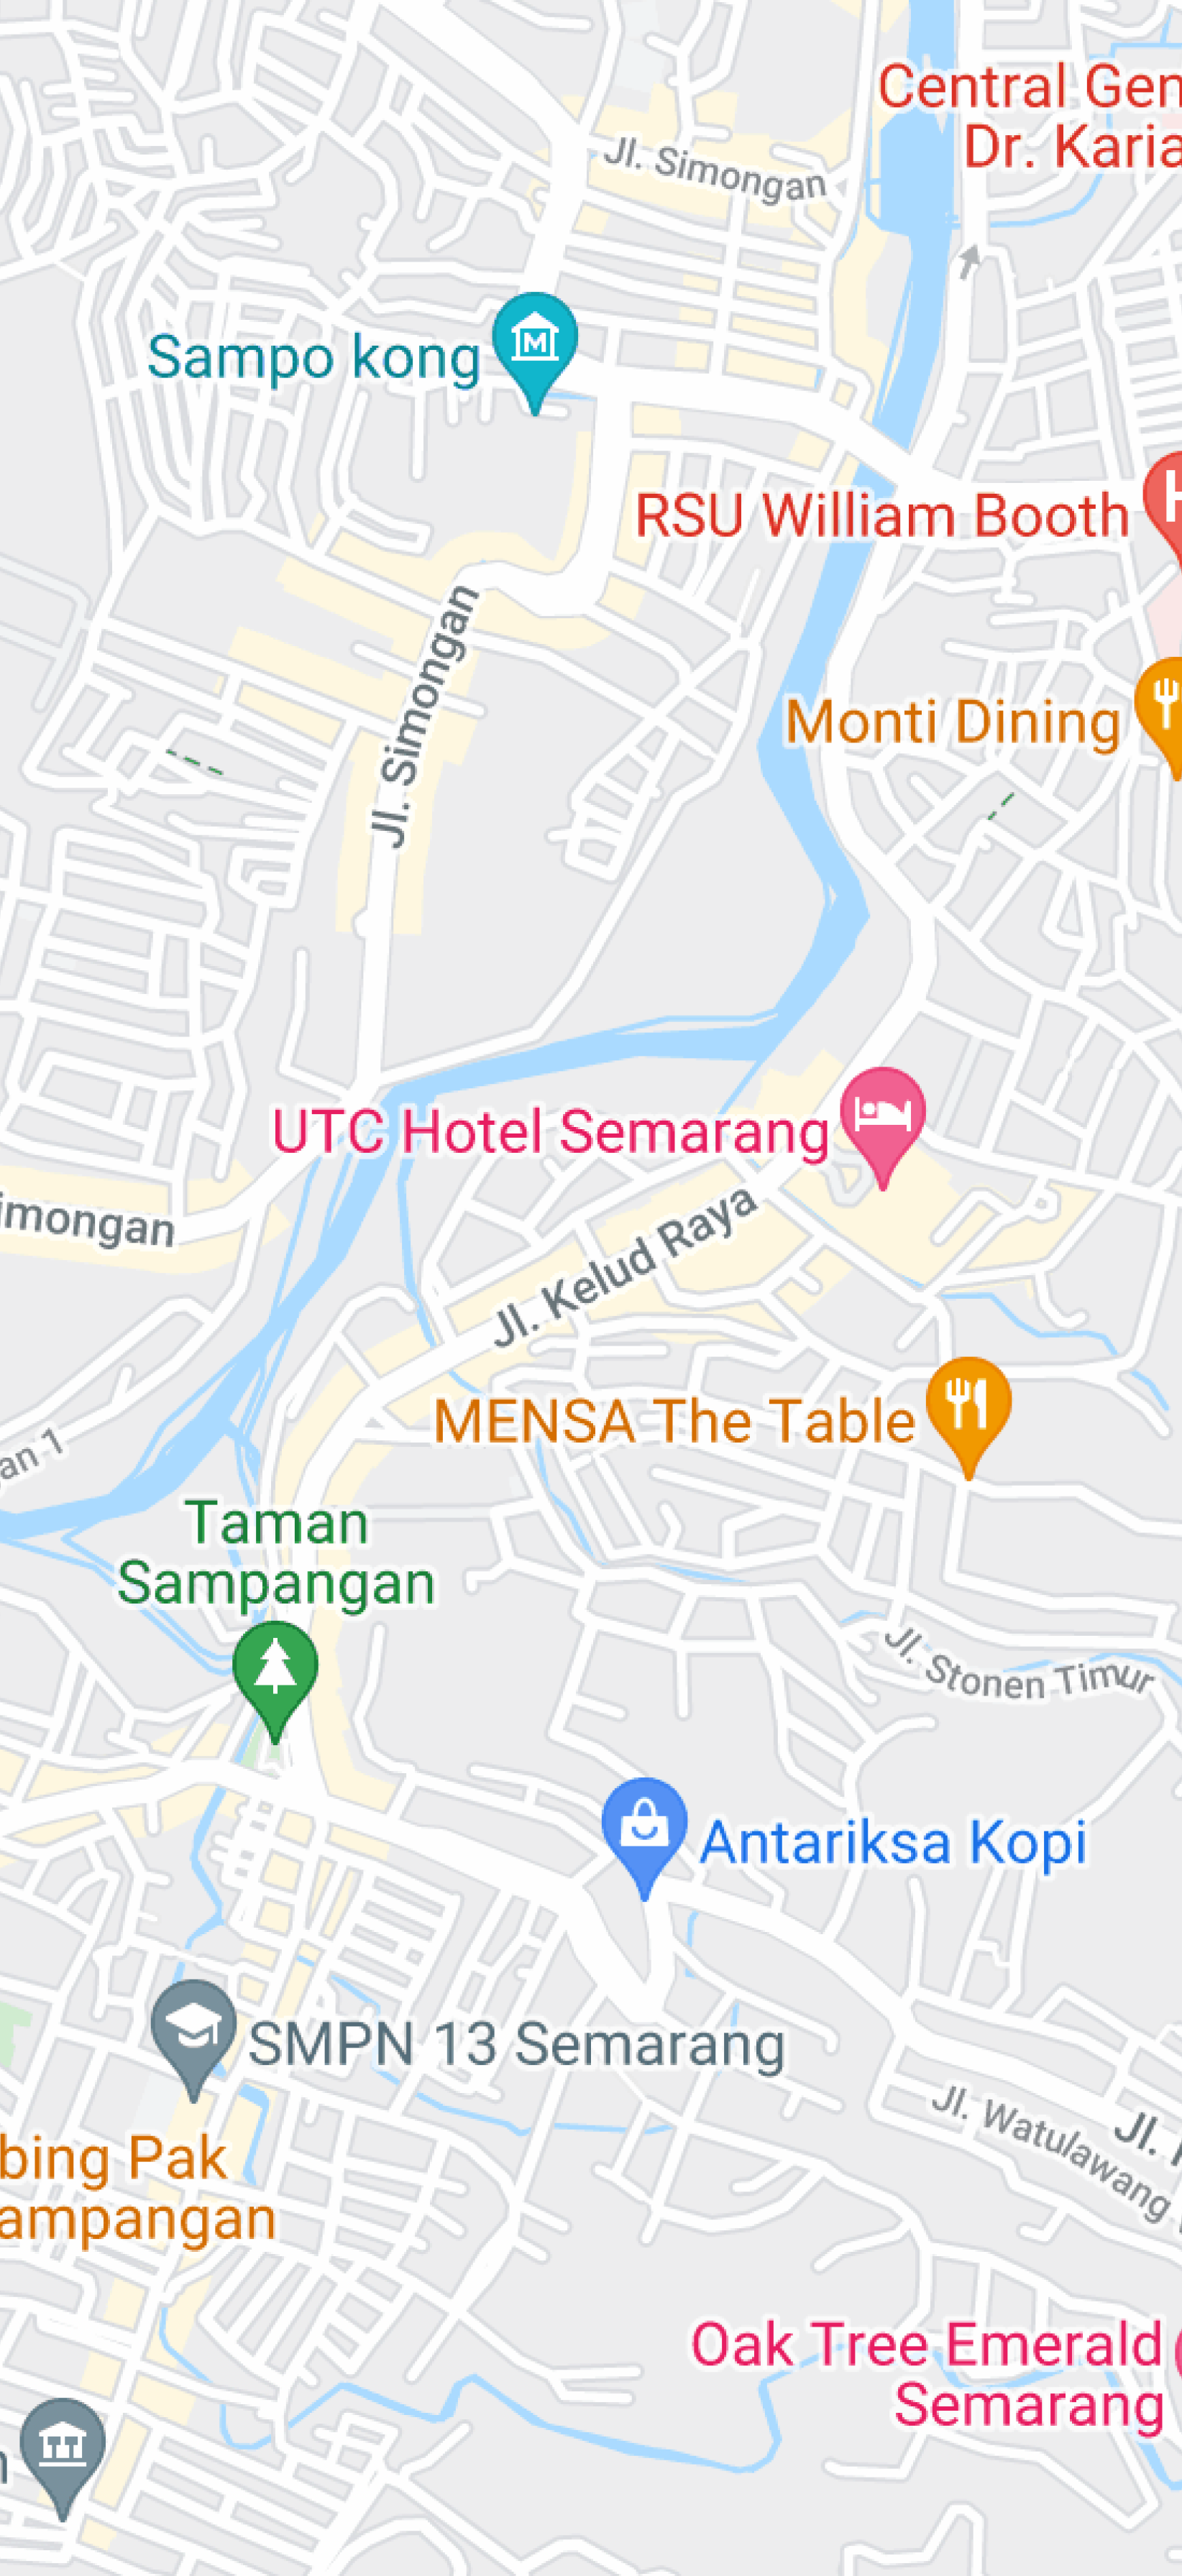 Central Gen
Dr. Karia
Jl. Simongan
M
Sampo kong
RSU William Booth
H
Jl. Simongan
Monti Dining
UTC Hotel Semarang
imongan
Jl. Kelud Raya
MENSA The Table
an 1
Taman
Sampangan
Jl. Stonen Timur
Antariksa Kopi
SMPN 13 Semarang
Jl. Watulawang
Jl.
bing Pak
ampangan
Oak Tree Emerald
Semarang